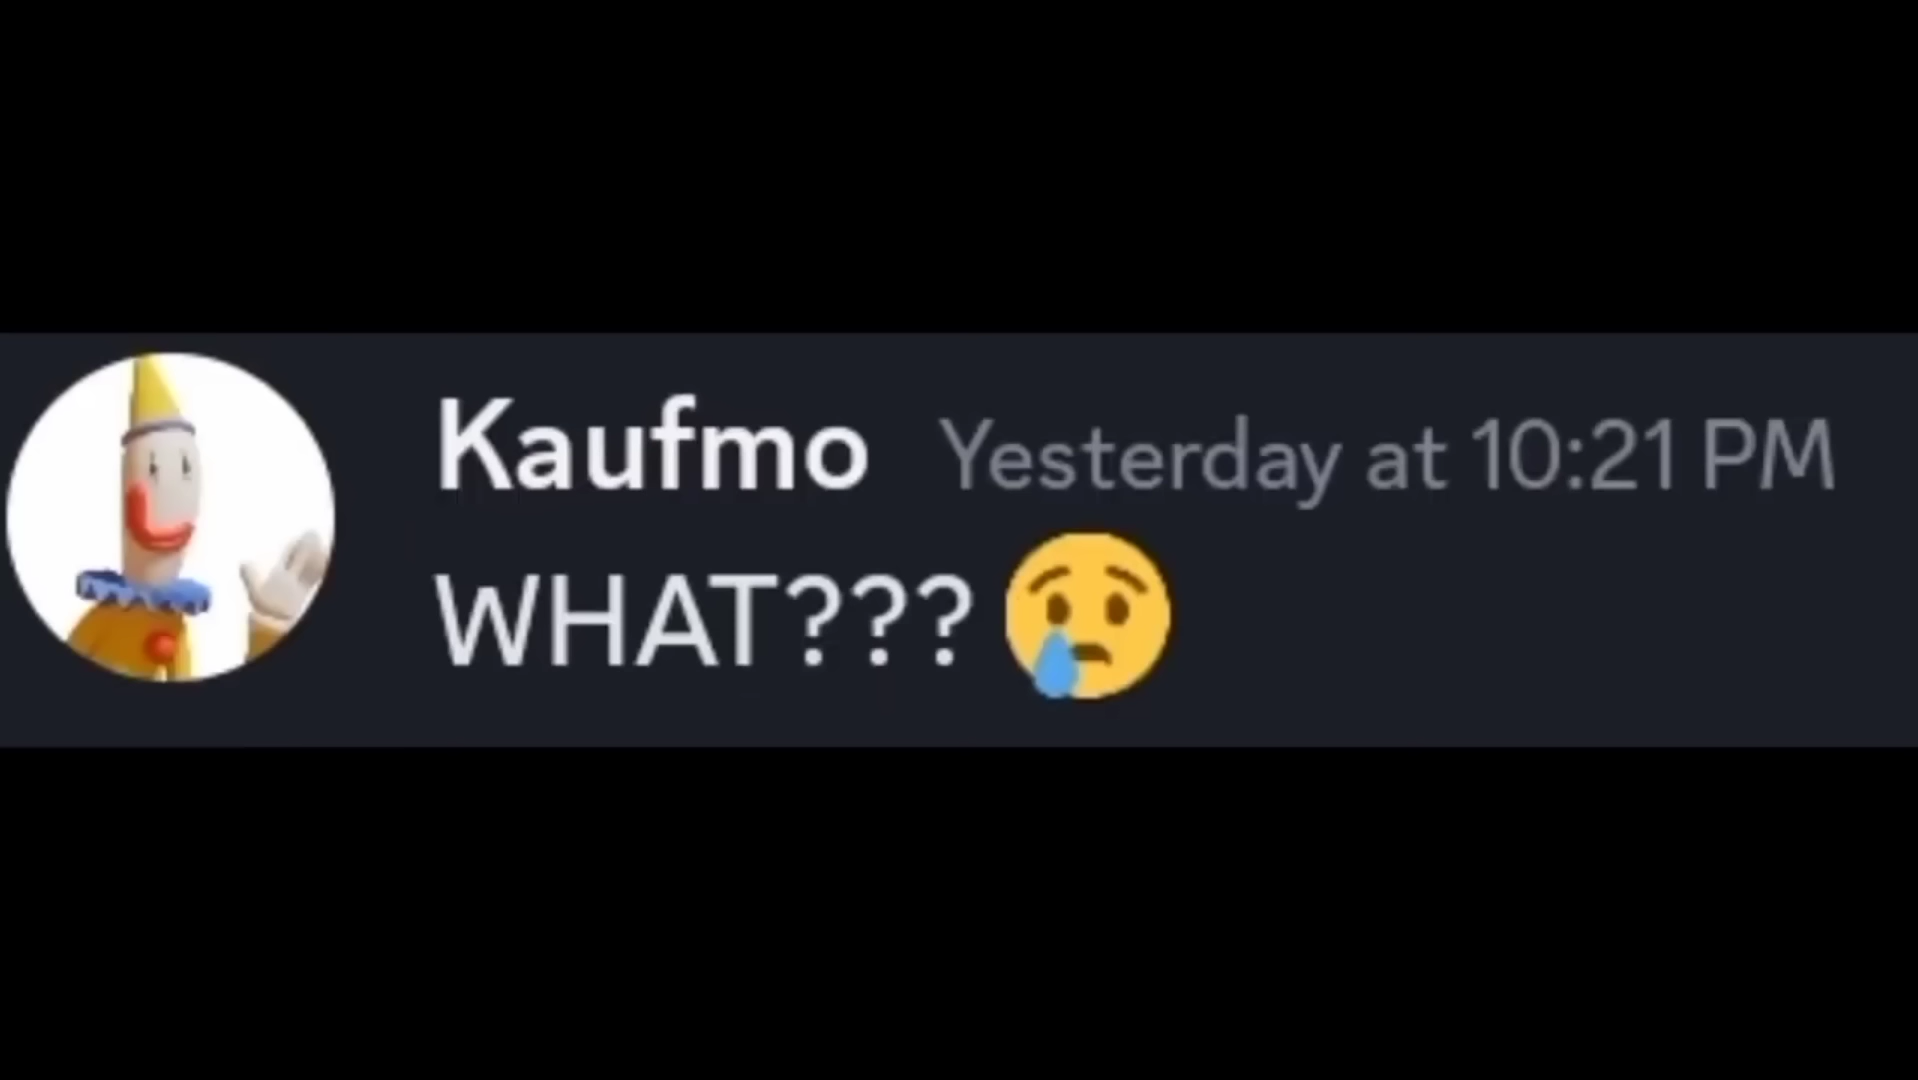 Kaufmo Yesterday at 10:21 PM
WHAT??? 😢